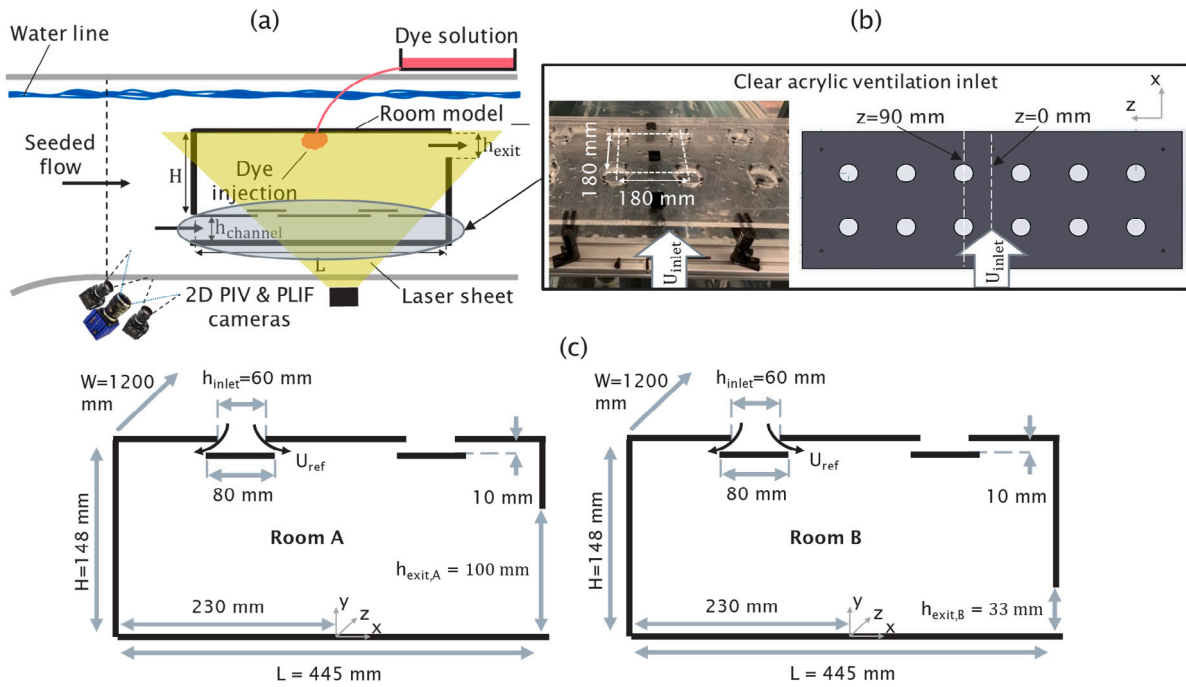 (a)
Water line
Dye solution
Room model
Seeded
flow
h_exit
H
Dye
injection
h_channel
L
2D PIV & PLIF
cameras
Laser sheet
(b)
Clear acrylic ventilation inlet
x
z
z=90 mm
z=0 mm
180 mm
180 mm
U_inlet
U_inlet
(c)
W=1200
mm
h_inlet=60 mm
U_ref
80 mm
10 mm
H=148 mm
Room A
h_exit,A = 100 mm
230 mm
y
z
x
L = 445 mm
W=1200
mm
h_inlet=60 mm
U_ref
80 mm
10 mm
H=148 mm
Room B
h_exit,B = 33 mm
230 mm
y
z
x
L = 445 mm